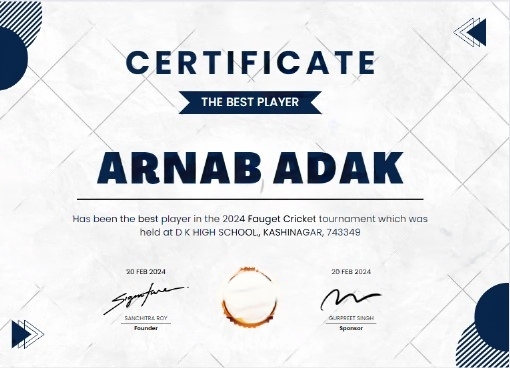 CERTIFICATE
THE BEST PLAYER
ARNAB ADAK
Has been the best player in the 2024 Fauget Cricket tournament which was
held at D K HIGH SCHOOL., KASHINAGAR, 743349
20 FEB 2024
20 FEB 2024
Signature
SANCHITRA ROY
GURPREET SINGH
Founder
Sponsor